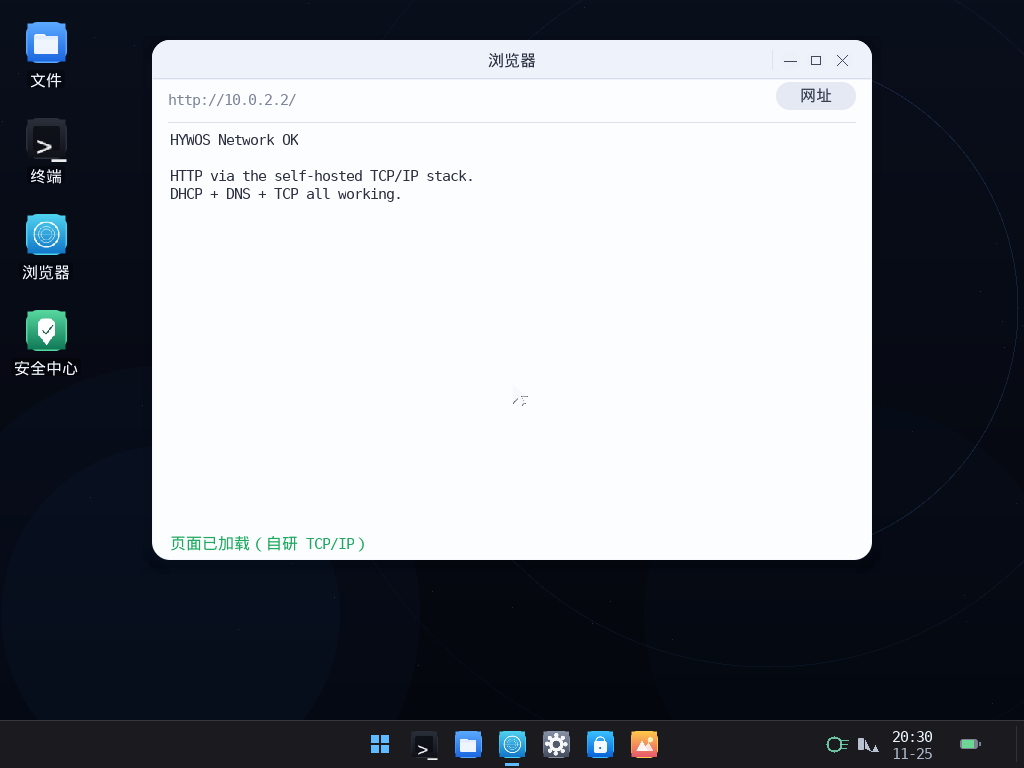 文件
终端
浏览器
安全中心
浏览器
http://10.0.2.2/
网址
HYWOS Network OK
HTTP via the self-hosted TCP/IP stack.
DHCP + DNS + TCP all working.
页面已加载(自研 TCP/IP)
20:30
11-25